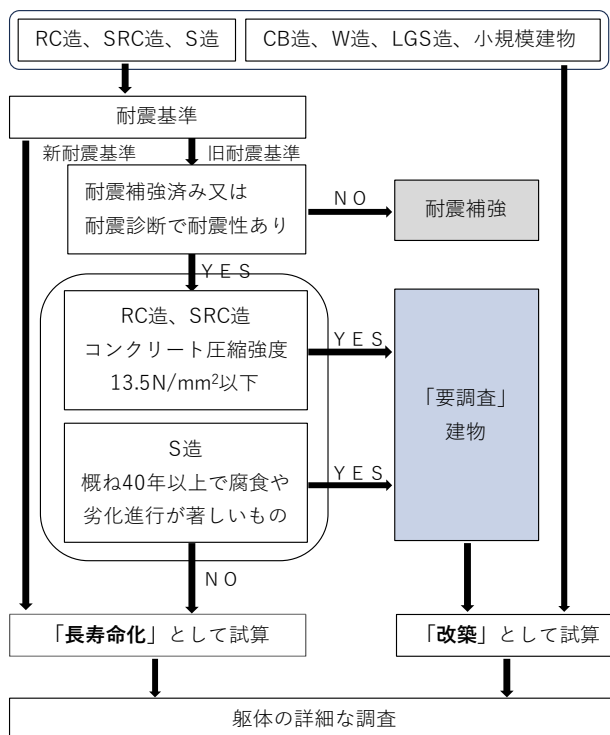 RC造、SRC造、S造
CB造、W造、LGS造、小規模建物
耐震基準
新耐震基準
旧耐震基準
耐震補強済み又は
耐震診断で耐震性あり
ＮＯ
耐震補強
ＹＥＳ
RC造、SRC造
コンクリート圧縮強度
13.5N/mm²以下
ＹＥＳ
「要調査」
建物
S造
概ね40年以上で腐食や
劣化進行が著しいもの
ＹＥＳ
ＮＯ
「長寿命化」として試算
「改築」として試算
躯体の詳細な調査